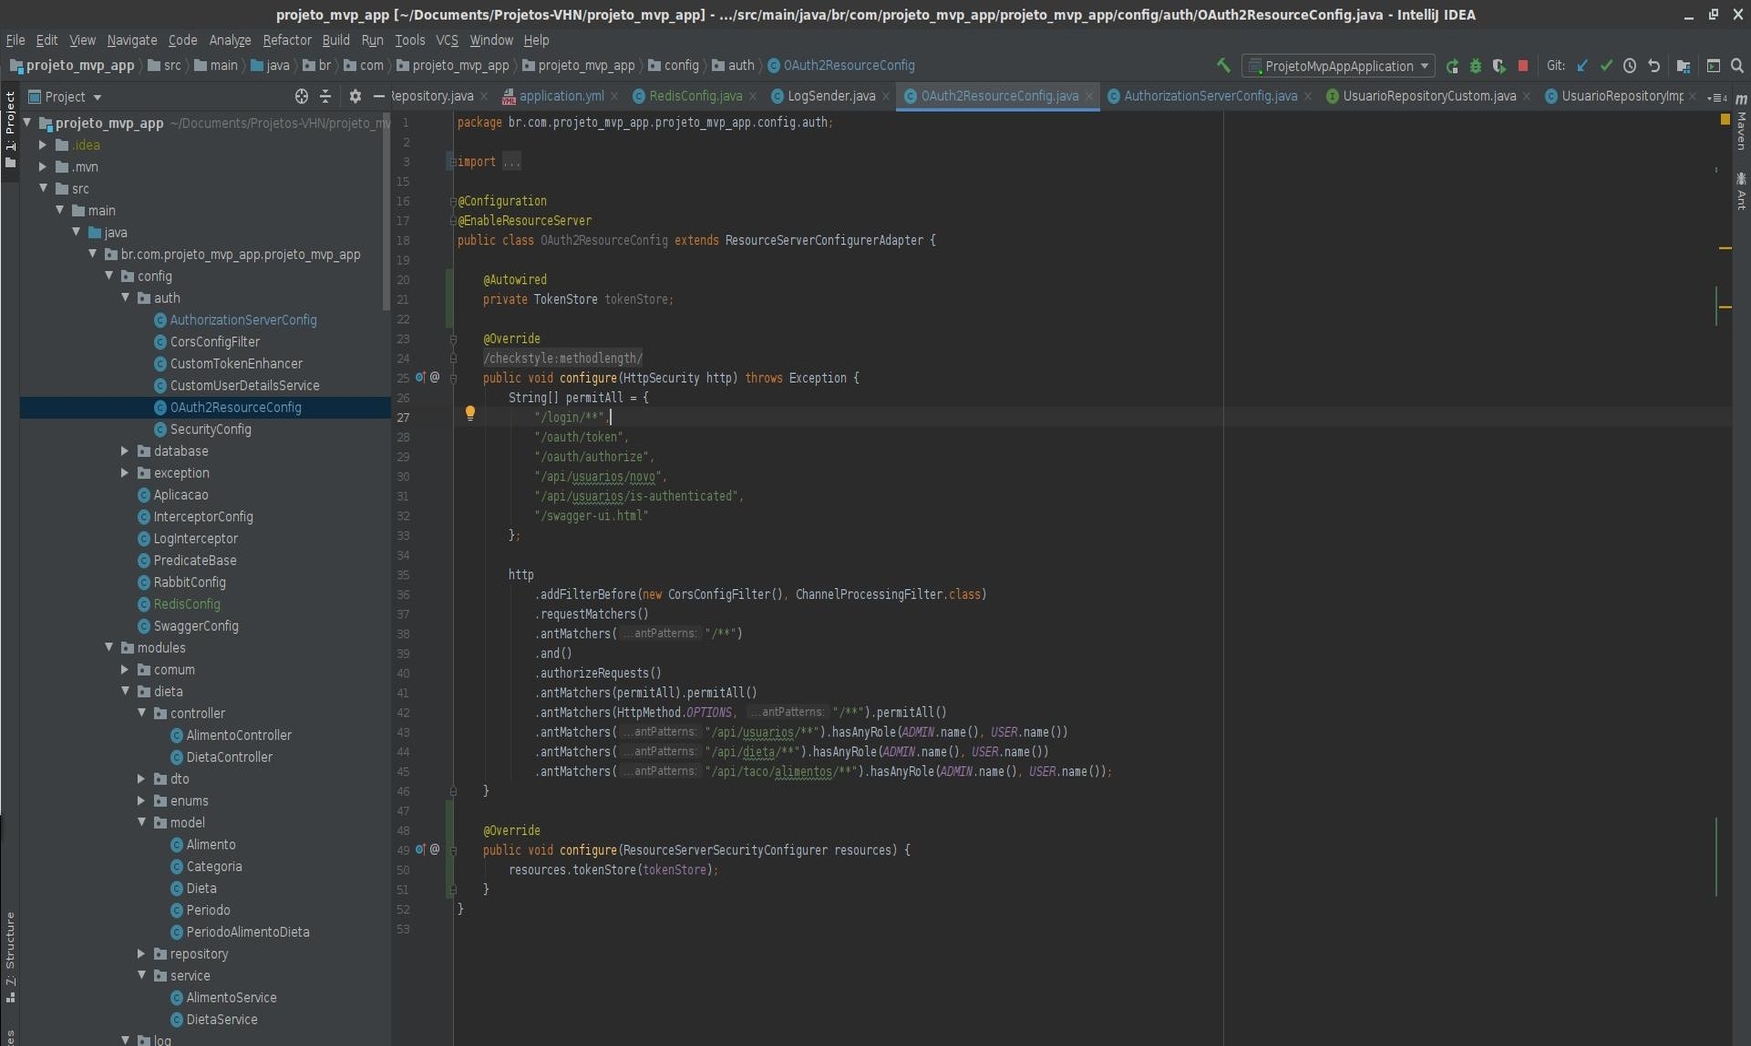 projeto_mvp_app [~/Documents/Projetos-VHN/projeto_mvp_app] - .../src/main/java/br/com/projeto_mvp_app/projeto_mvp_app/config/auth/OAuth2ResourceConfig.java - IntelliJ IDEA
File Edit View Navigate Code Analyze Refactor Build Run Tools VCS Window Help
projeto_mvp_app src main java br com projeto_mvp_app projeto_mvp_app config auth OAuth2ResourceConfig ProjetoMvpAppApplication Git:
Project Repository.java application.yml RedisConfig.java LogSender.java OAuth2ResourceConfig.java AuthorizationServerConfig.java UsuarioRepositoryCustom.java UsuarioRepositoryImp
1: Project
Z: Structure
projeto_mvp_app ~/Documents/Projetos-VHN/projeto_mv
.idea
.mvn
src
main
java
br.com.projeto_mvp_app.projeto_mvp_app
config
auth
AuthorizationServerConfig
CorsConfigFilter
CustomTokenEnhancer
CustomUserDetailsService
OAuth2ResourceConfig
SecurityConfig
database
exception
Aplicacao
InterceptorConfig
LogInterceptor
PredicateBase
RabbitConfig
RedisConfig
SwaggerConfig
modules
comum
dieta
controller
AlimentoController
DietaController
dto
enums
model
Alimento
Categoria
Dieta
Periodo
PeriodoAlimentoDieta
repository
service
AlimentoService
DietaService
log
1 package br.com.projeto_mvp_app.projeto_mvp_app.config.auth;
2
3 import ...
15
16 @Configuration
17 @EnableResourceServer
18 public class OAuth2ResourceConfig extends ResourceServerConfigurerAdapter {
19
20 @Autowired
21 private TokenStore tokenStore;
22
23 @Override
24 /checkstyle:methodlength/
25 @ public void configure(HttpSecurity http) throws Exception {
26 String[] permitAll = {
27 "/login/**",
28 "/oauth/token",
29 "/oauth/authorize",
30 "/api/usuarios/novo",
31 "/api/usuarios/is-authenticated",
32 "/swagger-ui.html"
33 };
34
35 http
36 .addFilterBefore(new CorsConfigFilter(), ChannelProcessingFilter.class)
37 .requestMatchers()
38 .antMatchers( ...antPatterns: "/**")
39 .and()
40 .authorizeRequests()
41 .antMatchers(permitAll).permitAll()
42 .antMatchers(HttpMethod.OPTIONS, ...antPatterns: "/**").permitAll()
43 .antMatchers( ...antPatterns: "/api/usuarios/**").hasAnyRole(ADMIN.name(), USER.name())
44 .antMatchers( ...antPatterns: "/api/dieta/**").hasAnyRole(ADMIN.name(), USER.name())
45 .antMatchers( ...antPatterns: "/api/taco/alimentos/**").hasAnyRole(ADMIN.name(), USER.name());
46 }
47
48 @Override
49 @ public void configure(ResourceServerSecurityConfigurer resources) {
50 resources.tokenStore(tokenStore);
51 }
52 }
53
m Maven
Ant